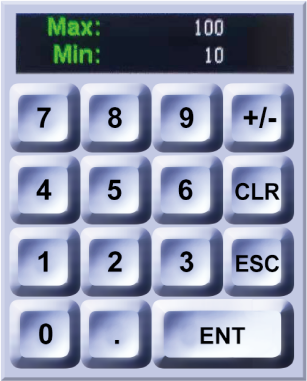 Max: 100
Min: 10
7 8 9 +/-
4 5 6 CLR
1 2 3 ESC
0 . ENT